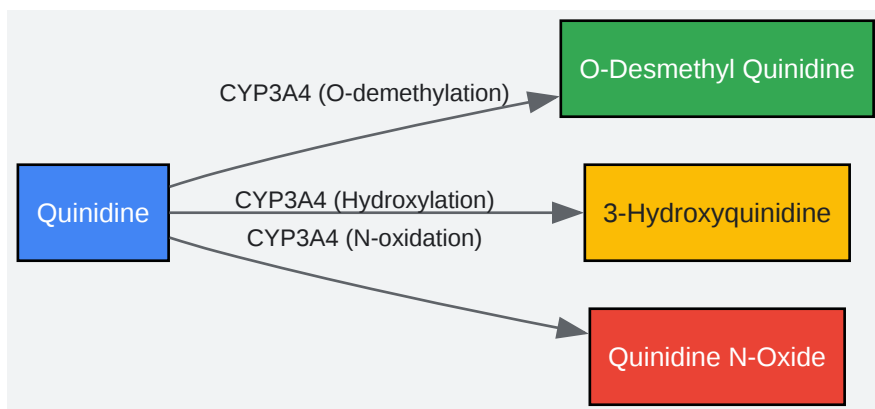 O-Desmethyl Quinidine
CYP3A4 (O-demethylation)
Quinidine
CYP3A4 (Hydroxylation)
3-Hydroxyquinidine
CYP3A4 (N-oxidation)
Quinidine N-Oxide